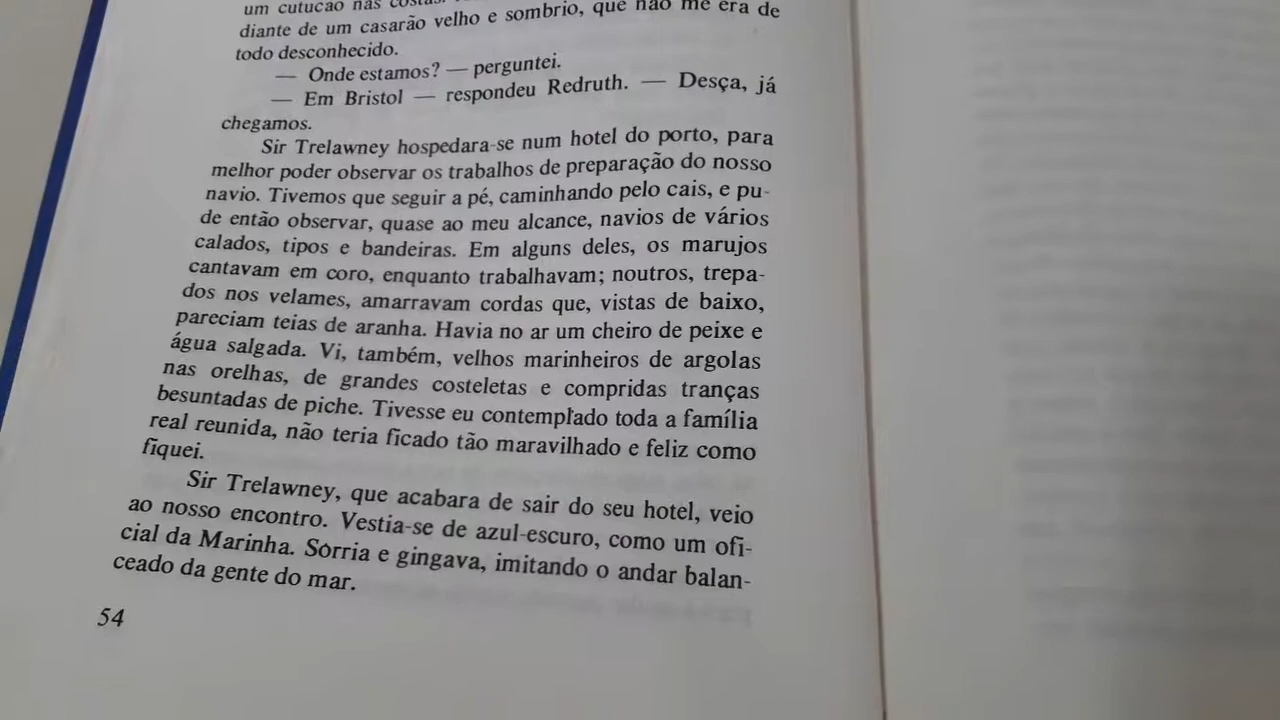 um cutucão nas costas.
diante de um casarão velho e sombrio, que não me era de
todo desconhecido.
— Onde estamos? — perguntei.
— Em Bristol — respondeu Redruth. — Desça, já
chegamos.
Sir Trelawney hospedara-se num hotel do porto, para
melhor poder observar os trabalhos de preparação do nosso
navio. Tivemos que seguir a pé, caminhando pelo cais, e pu-
de então observar, quase ao meu alcance, navios de vários
calados, tipos e bandeiras. Em alguns deles, os marujos
cantavam em coro, enquanto trabalhavam; noutros, trepa-
dos nos velames, amarravam cordas que, vistas de baixo,
pareciam teias de aranha. Havia no ar um cheiro de peixe e
água salgada. Vi, também, velhos marinheiros de argolas
nas orelhas, de grandes costeletas e compridas tranças
besuntadas de piche. Tivesse eu contemplado toda a família
real reunida, não teria ficado tão maravilhado e feliz como
fiquei.
Sir Trelawney, que acabara de sair do seu hotel, veio
ao nosso encontro. Vestia-se de azul-escuro, como um ofi-
cial da Marinha. Sorria e gingava, imitando o andar balan-
ceado da gente do mar.
54